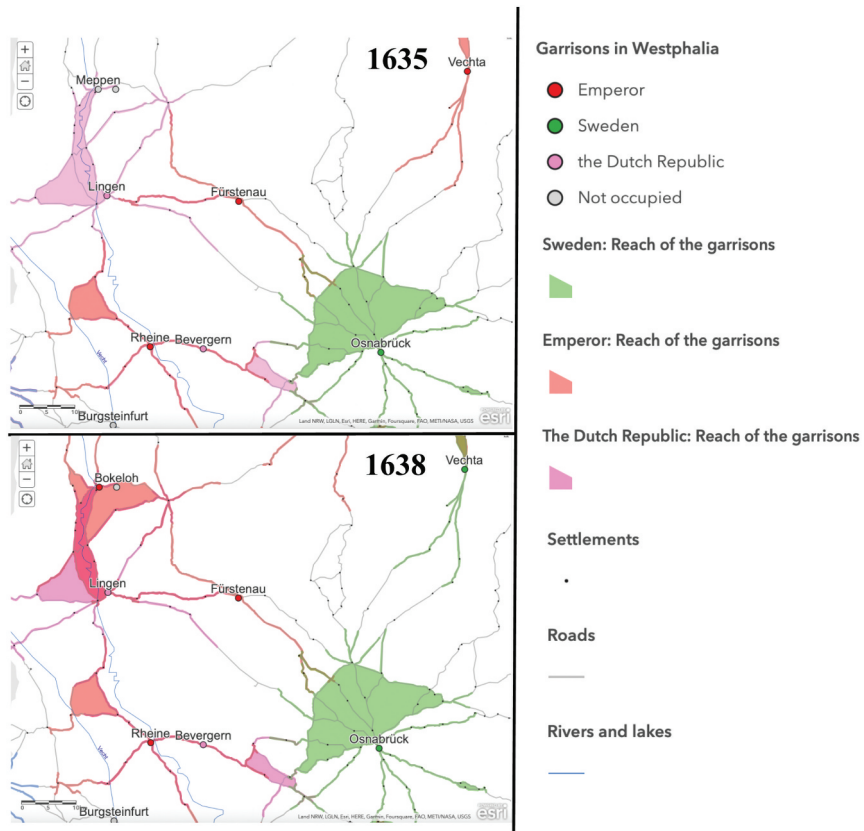 1635
Vechta
Meppen
Lingen
Fürstenau
Rheine
Bevergern
Osnabrück
Vecht
Burgsteinfurt
Land NRW, LGLN, Esri, HERE, Garmin, Foursquare, FAO, METI/NASA, USGS
esri
1638
Vechta
Bokeloh
Lingen
Fürstenau
Rheine
Bevergern
Osnabrück
Vecht
Burgsteinfurt
Land NRW, LGLN, Esri, HERE, Garmin, Foursquare, FAO, METI/NASA, USGS
esri
Garrisons in Westphalia
Emperor
Sweden
the Dutch Republic
Not occupied
Sweden: Reach of the garrisons
Emperor: Reach of the garrisons
The Dutch Republic: Reach of the garrisons
Settlements
Roads
Rivers and lakes